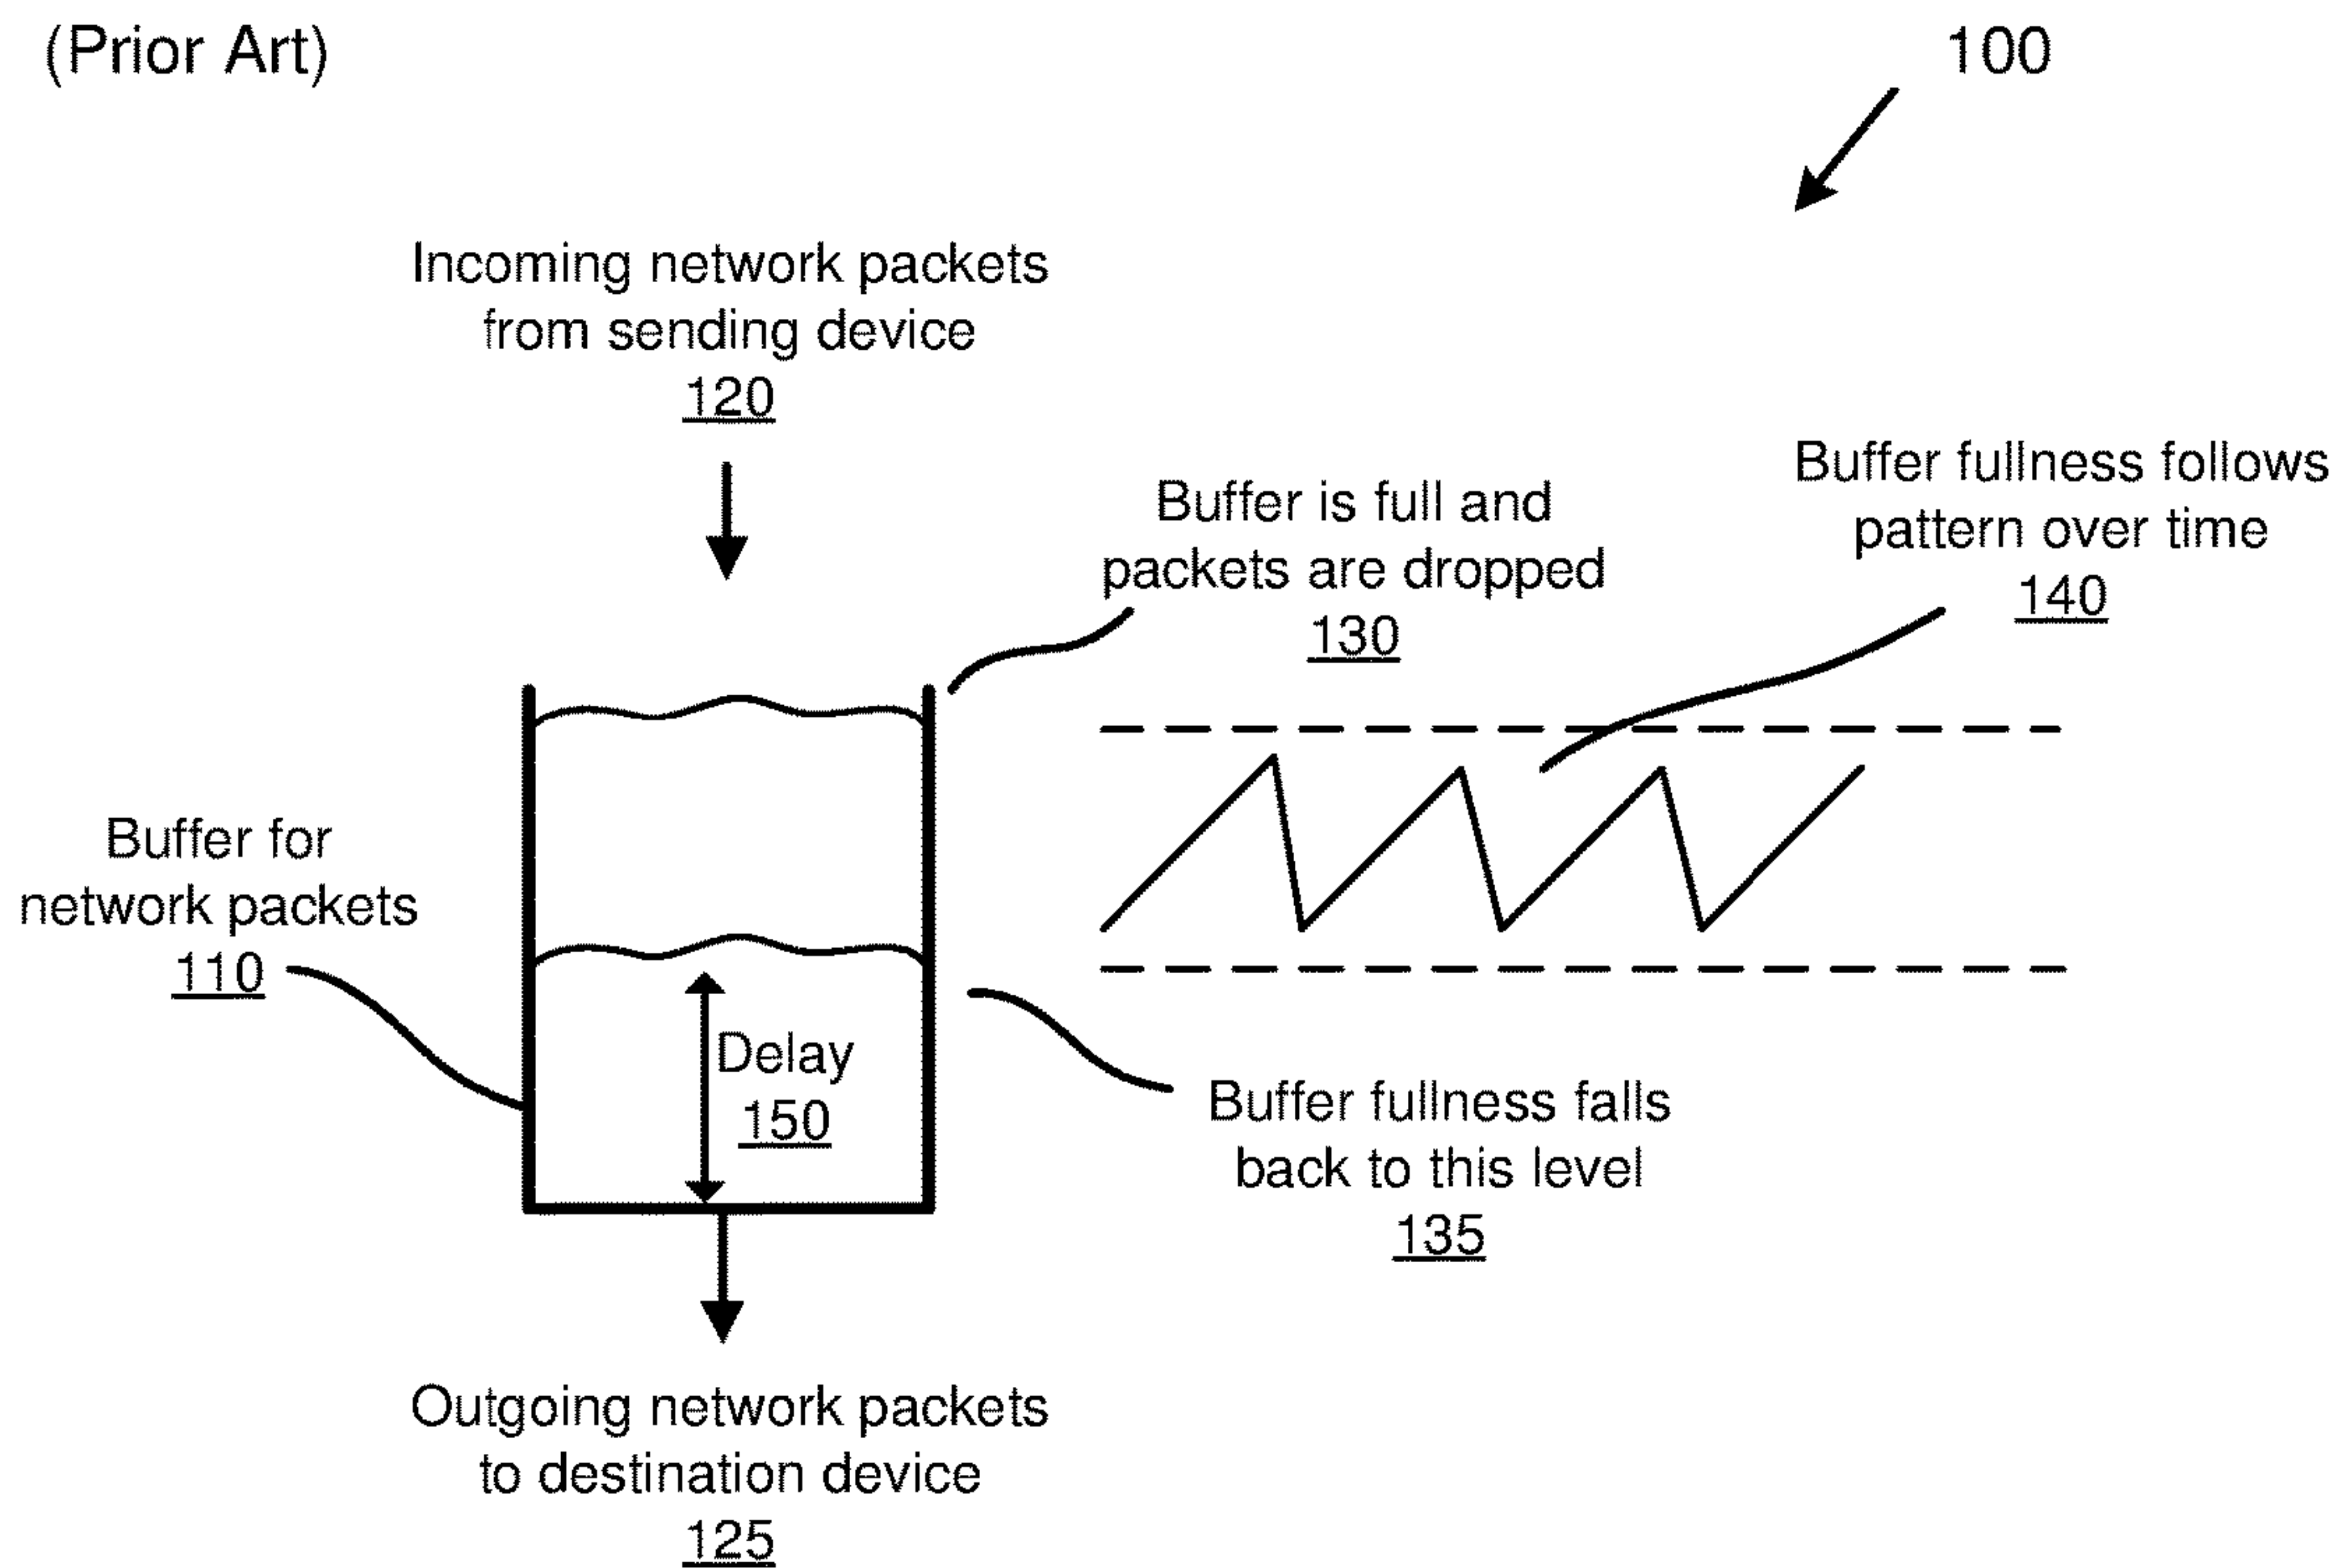 (Prior Art)
100
Incoming network packets
from sending device
120
Buffer is full and
packets are dropped
130
Buffer fullness follows
pattern over time
140
Buffer for
network packets
110
Delay
150
Buffer fullness falls
back to this level
135
Outgoing network packets
to destination device
125